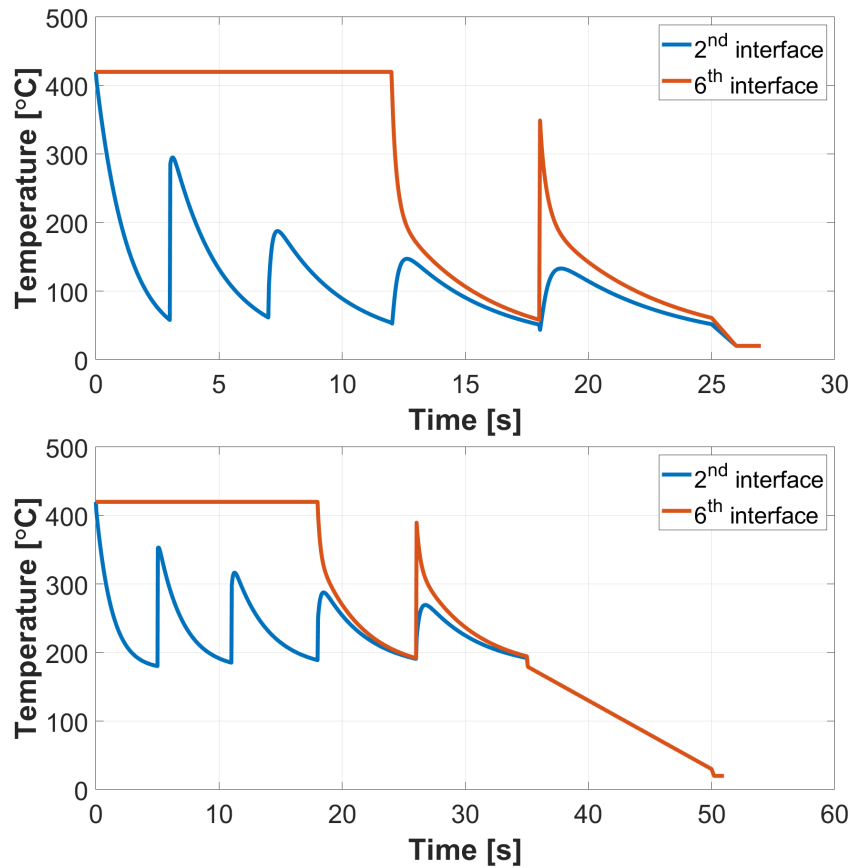 500
400
300
200
100
0
Temperature [°C]
2nd interface
6th interface
0 5 10 15 20 25 30
Time [s]
500
400
300
200
100
0
Temperature [°C]
2nd interface
6th interface
0 10 20 30 40 50 60
Time [s]